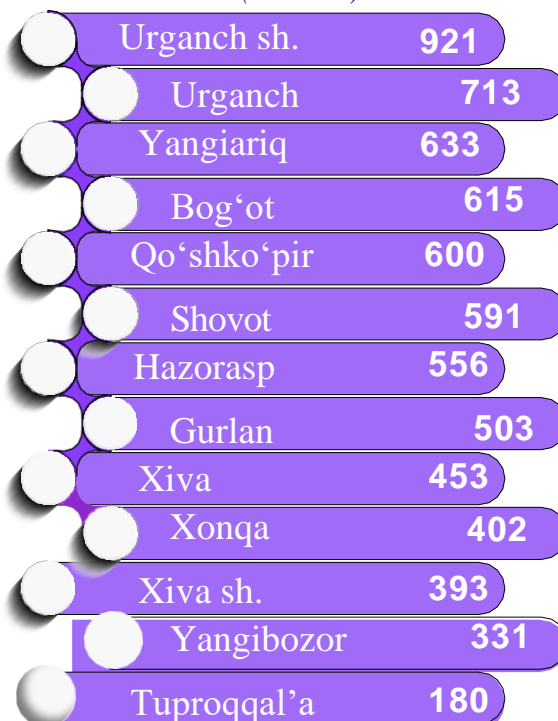 Urganch sh. 921
Urganch 713
Yangiariq 633
Bog‘ot 615
Qo‘shko‘pir 600
Shovot 591
Hazorasp 556
Gurlan 503
Xiva 453
Xonqa 402
Xiva sh. 393
Yangibozor 331
Tuproqqal’a 180